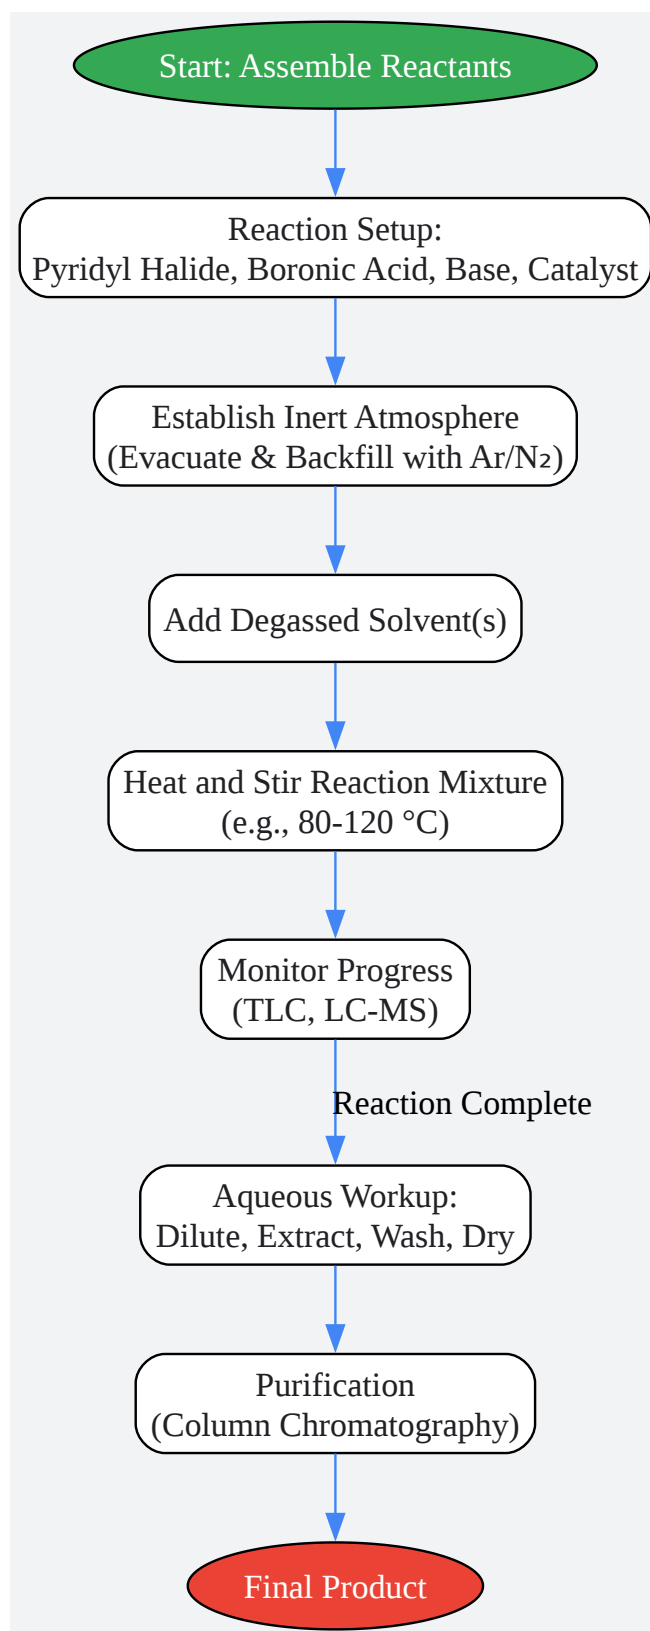 Start: Assemble Reactants
Reaction Setup:
Pyridyl Halide, Boronic Acid, Base, Catalyst
Establish Inert Atmosphere
(Evacuate & Backfill with Ar/N₂)
Add Degassed Solvent(s)
Heat and Stir Reaction Mixture
(e.g., 80-120 °C)
Monitor Progress
(TLC, LC-MS)
Reaction Complete
Aqueous Workup:
Dilute, Extract, Wash, Dry
Purification
(Column Chromatography)
Final Product